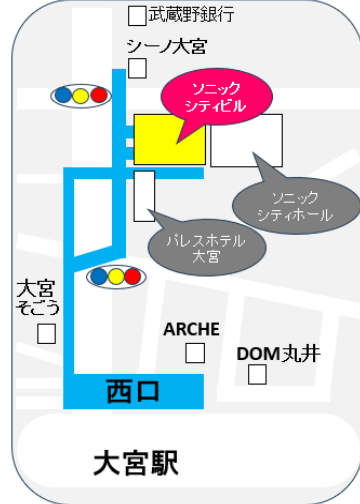 武蔵野銀行
シーノ大宮
ソニック
シティビル
ソニック
シティホール
パレスホテル
大宮
大宮
そごう
ARCHE
DOM丸井
西口
大宮駅